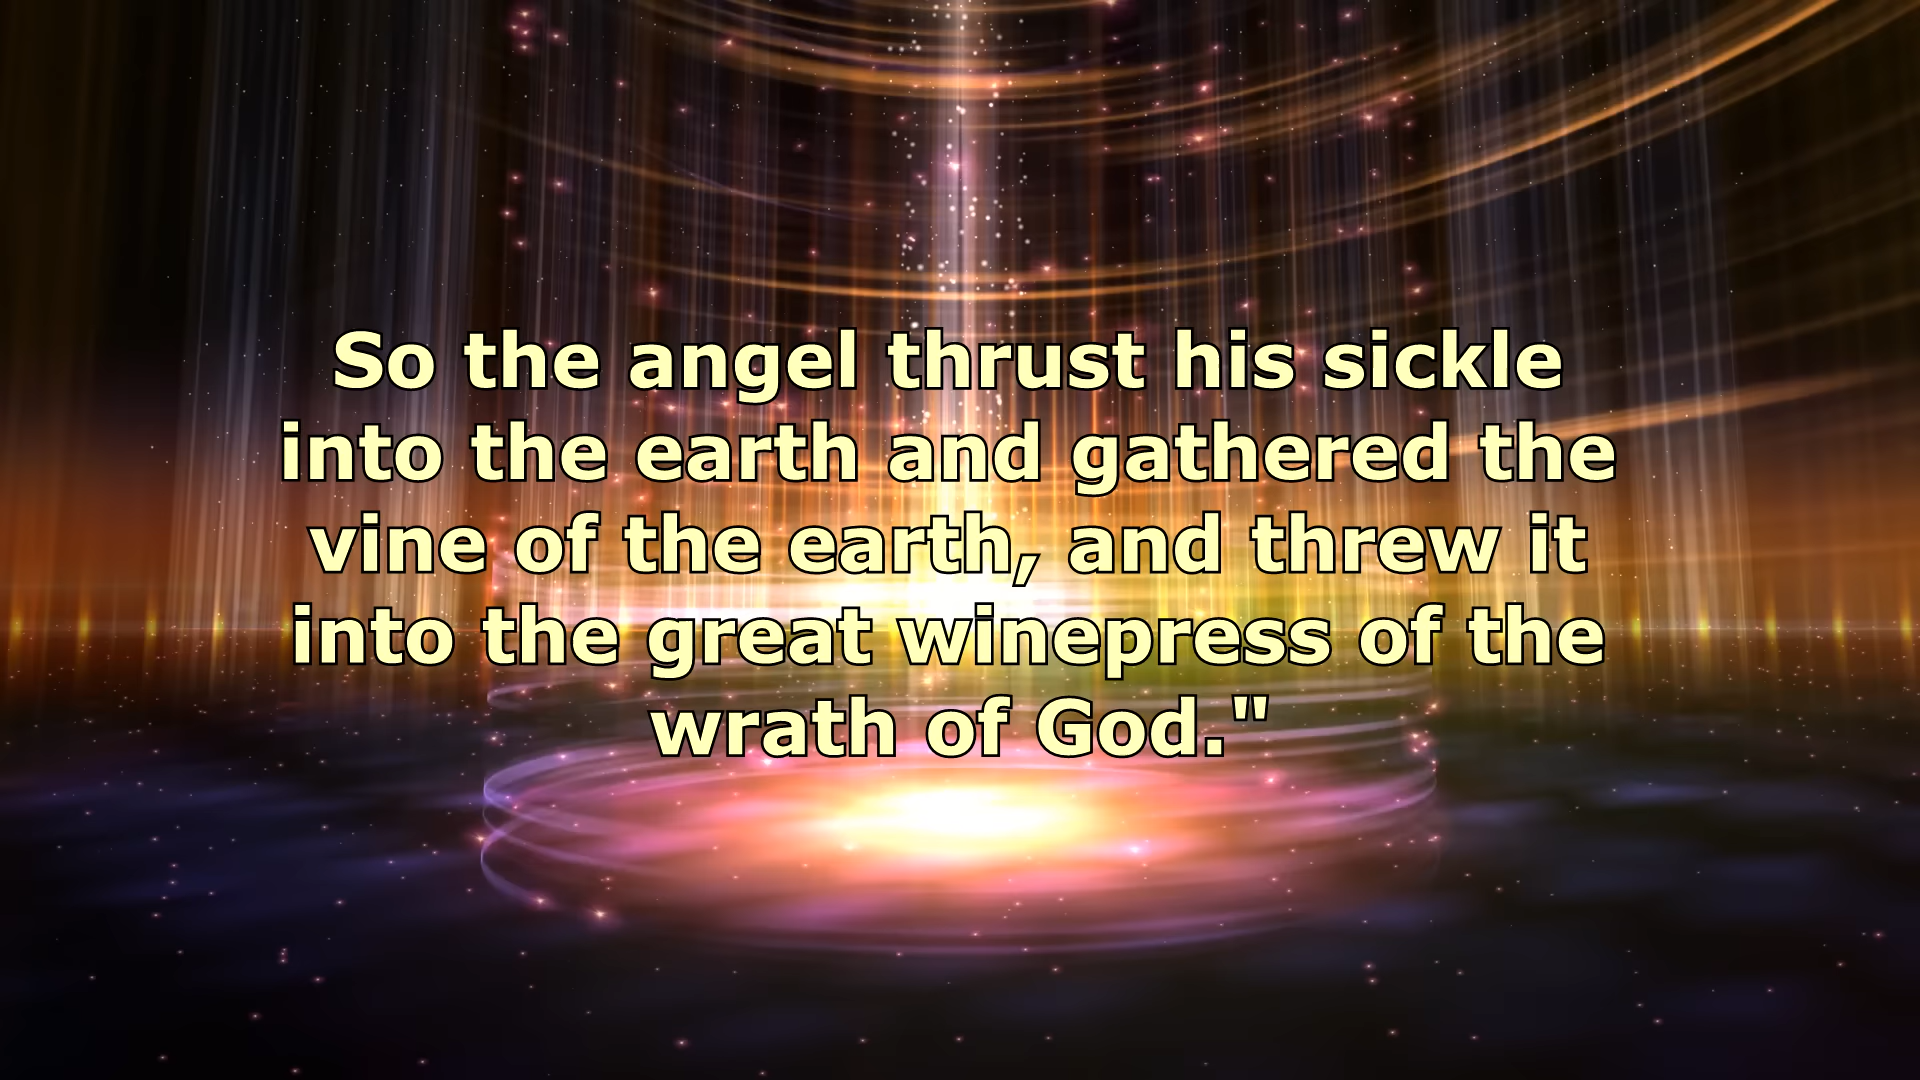 So the angel thrust his sickle
into the earth and gathered the
vine of the earth, and threw it
into the great winepress of the
wrath of God."